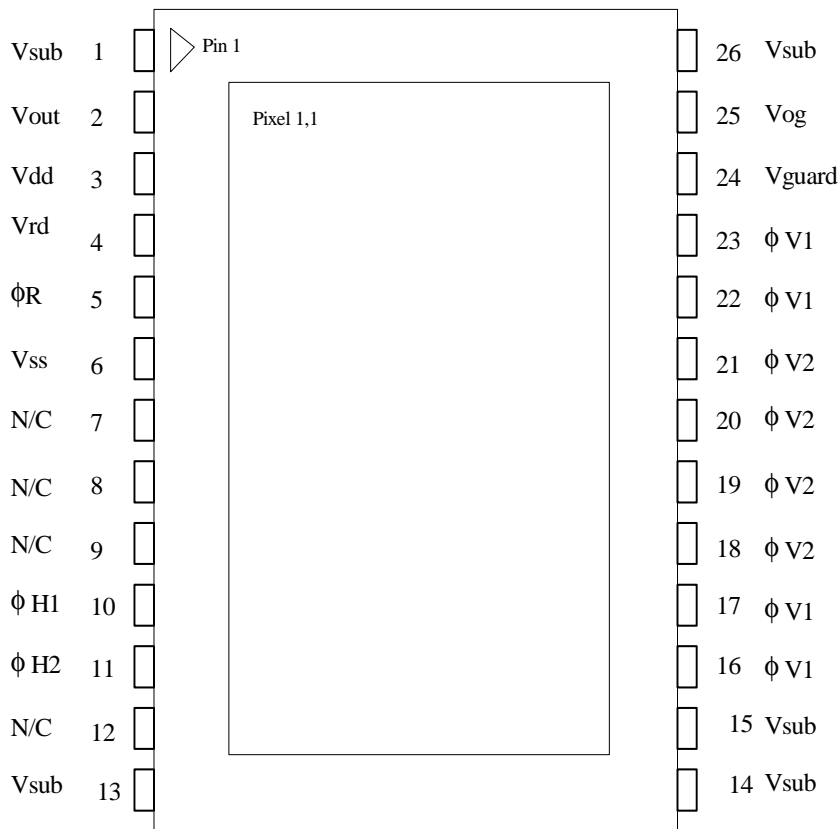 Vsub 1 Pin 1 26 Vsub
Vout 2 Pixel 1,1 25 Vog
Vdd 3 24 Vguard
Vrd 4 23 ϕ V1
ϕR 5 22 ϕ V1
Vss 6 21 ϕ V2
N/C 7 20 ϕ V2
N/C 8 19 ϕ V2
N/C 9 18 ϕ V2
ϕ H1 10 17 ϕ V1
ϕ H2 11 16 ϕ V1
N/C 12 15 Vsub
Vsub 13 14 Vsub